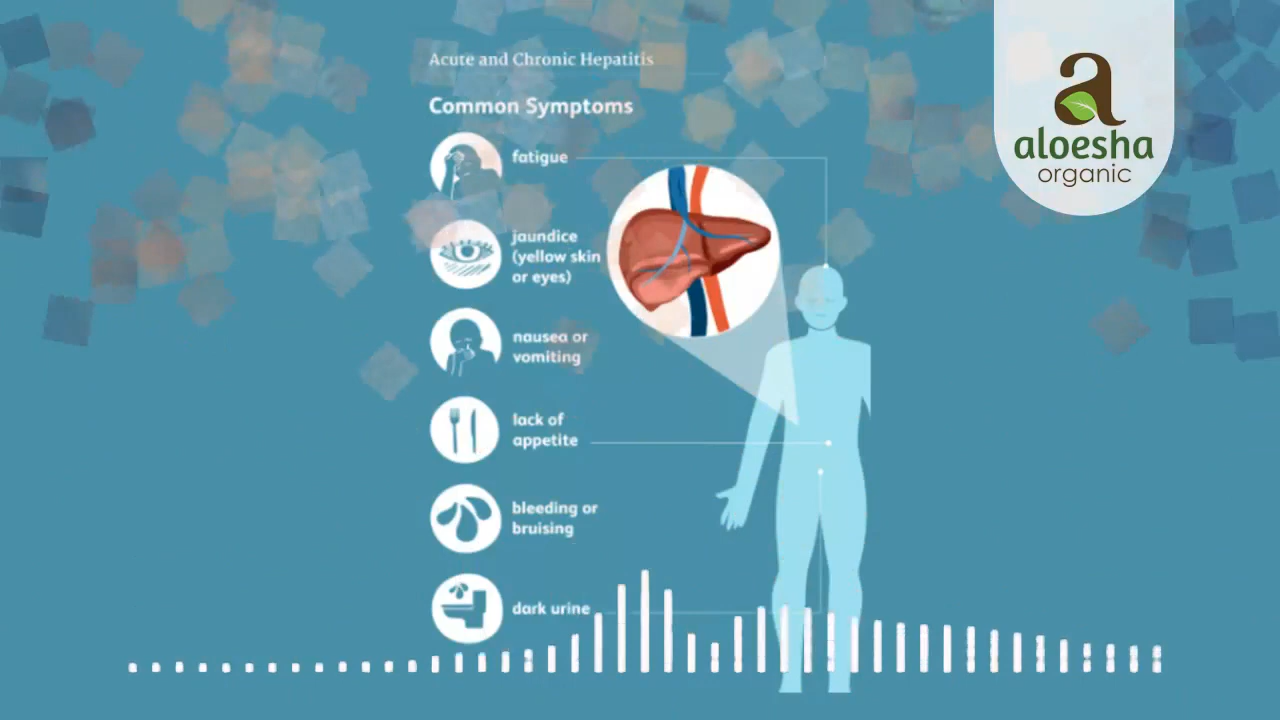 Acute and Chronic Hepatitis
Common Symptoms
fatigue
jaundice
(yellow skin
or eyes)
nausea or
vomiting
lack of
appetite
bleeding or
bruising
dark urine
a
aloesha
organic